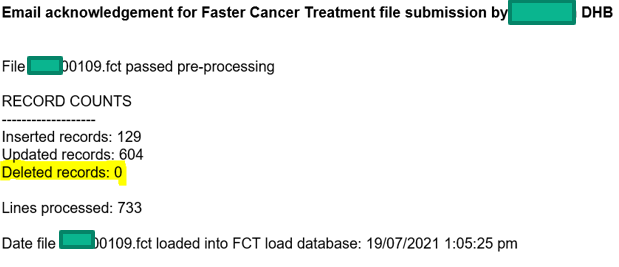 Email acknowledgement for Faster Cancer Treatment file submission by DHB
File 00109.fct passed pre-processing
RECORD COUNTS
-------------------
Inserted records: 129
Updated records: 604
Deleted records: 0
Lines processed: 733
Date file 00109.fct loaded into FCT load database: 19/07/2021 1:05:25 pm